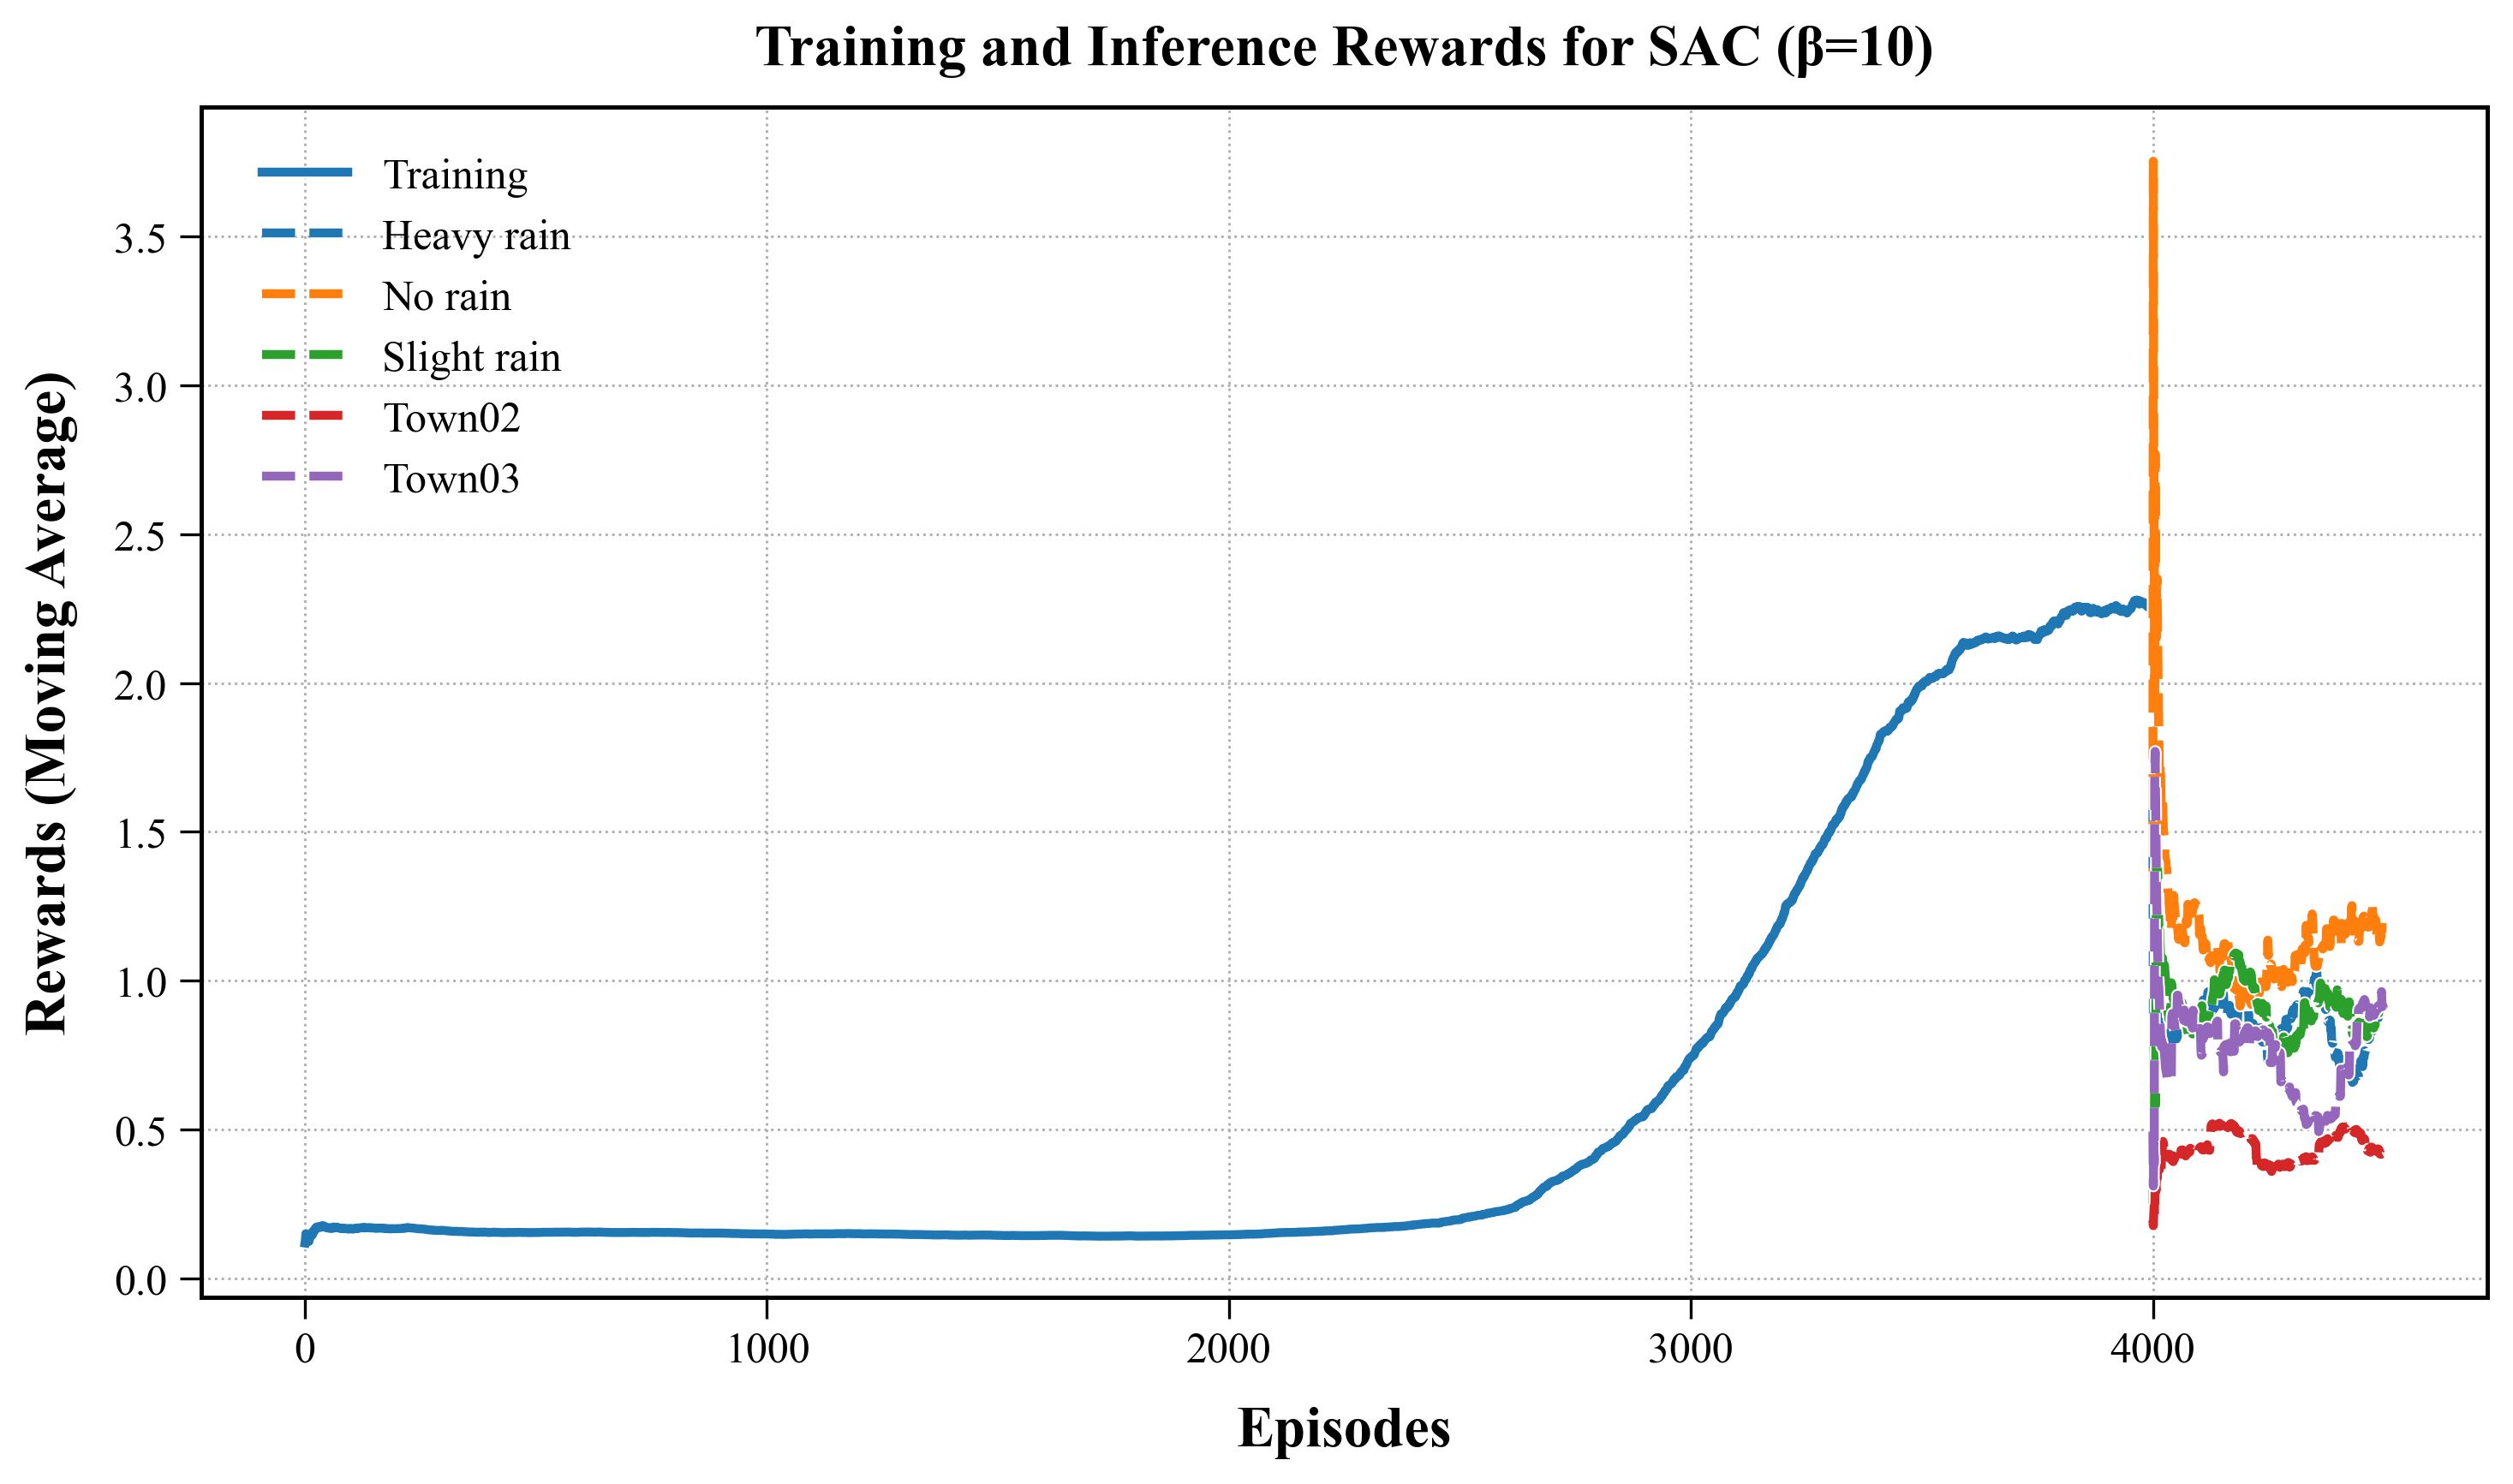 Training and Inference Rewards for SAC (β=10)
Training
Heavy rain
No rain
Slight rain
Town02
Town03
Rewards (Moving Average)
3.5
3.0
2.5
2.0
1.5
1.0
0.5
0.0
0 1000 2000 3000 4000
Episodes